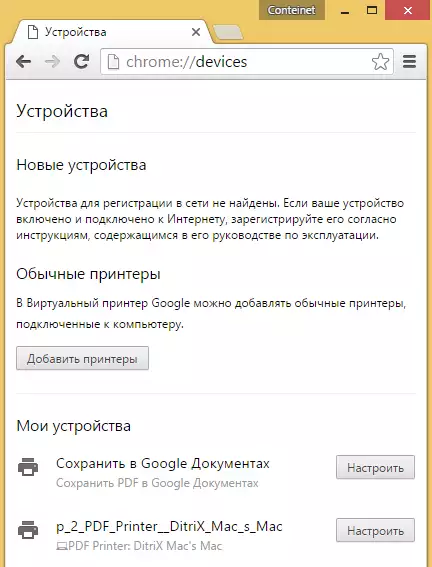 Conteinet
Устройства
chrome://devices
Устройства
Новые устройства
Устройства для регистрации в сети не найдены. Если ваше устройство
включено и подключено к Интернету, зарегистрируйте его согласно
инструкциям, содержащимся в его руководстве по эксплуатации.
Обычные принтеры
В Виртуальный принтер Google можно добавлять обычные принтеры,
подключенные к компьютеру.
Добавить принтеры
Мои устройства
Сохранить в Google Документах
Настроить
Сохранить PDF в Google Документах
p_2_PDF_Printer__DitriX_Mac_s_Mac
Настроить
PDF Printer: DitriX Mac's Mac